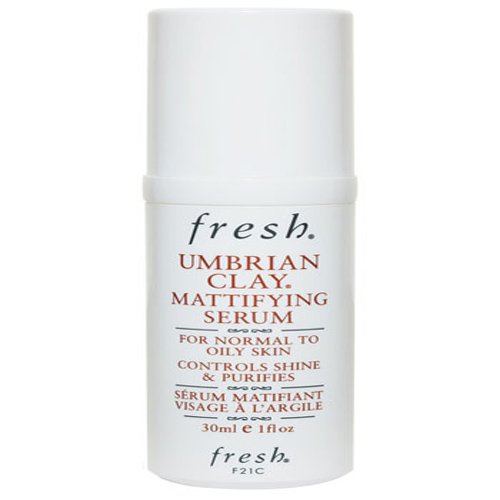 fresh®
UMBRIAN
CLAY®
MATTIFYING
SERUM
FOR NORMAL TO
OILY SKIN
CONTROLS SHINE
& PURIFIES
SÉRUM MATIFIANT
VISAGE À L'ARGILE
30ml e 1fl oz
fresh®
F21C